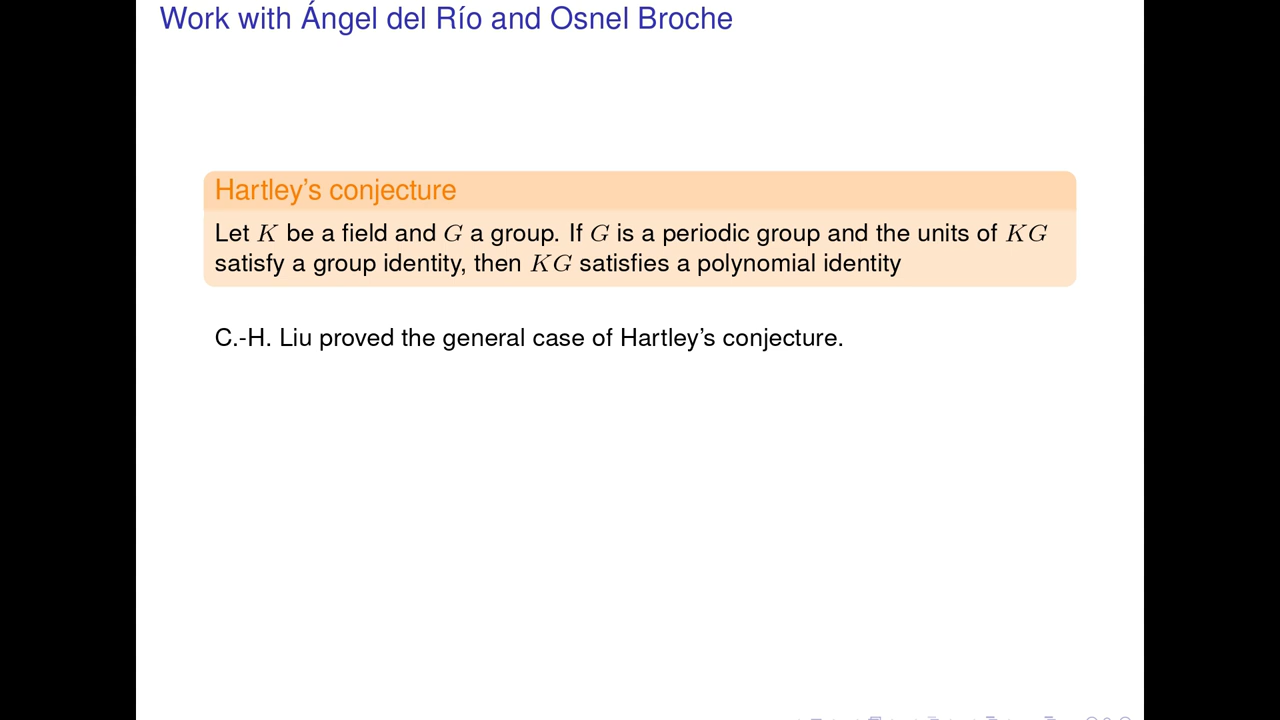 Work with Ángel del Río and Osnel Broche
Hartley's conjecture
Let K be a field and G a group. If G is a periodic group and the units of KG
satisfy a group identity, then KG satisfies a polynomial identity
C.-H. Liu proved the general case of Hartley's conjecture.